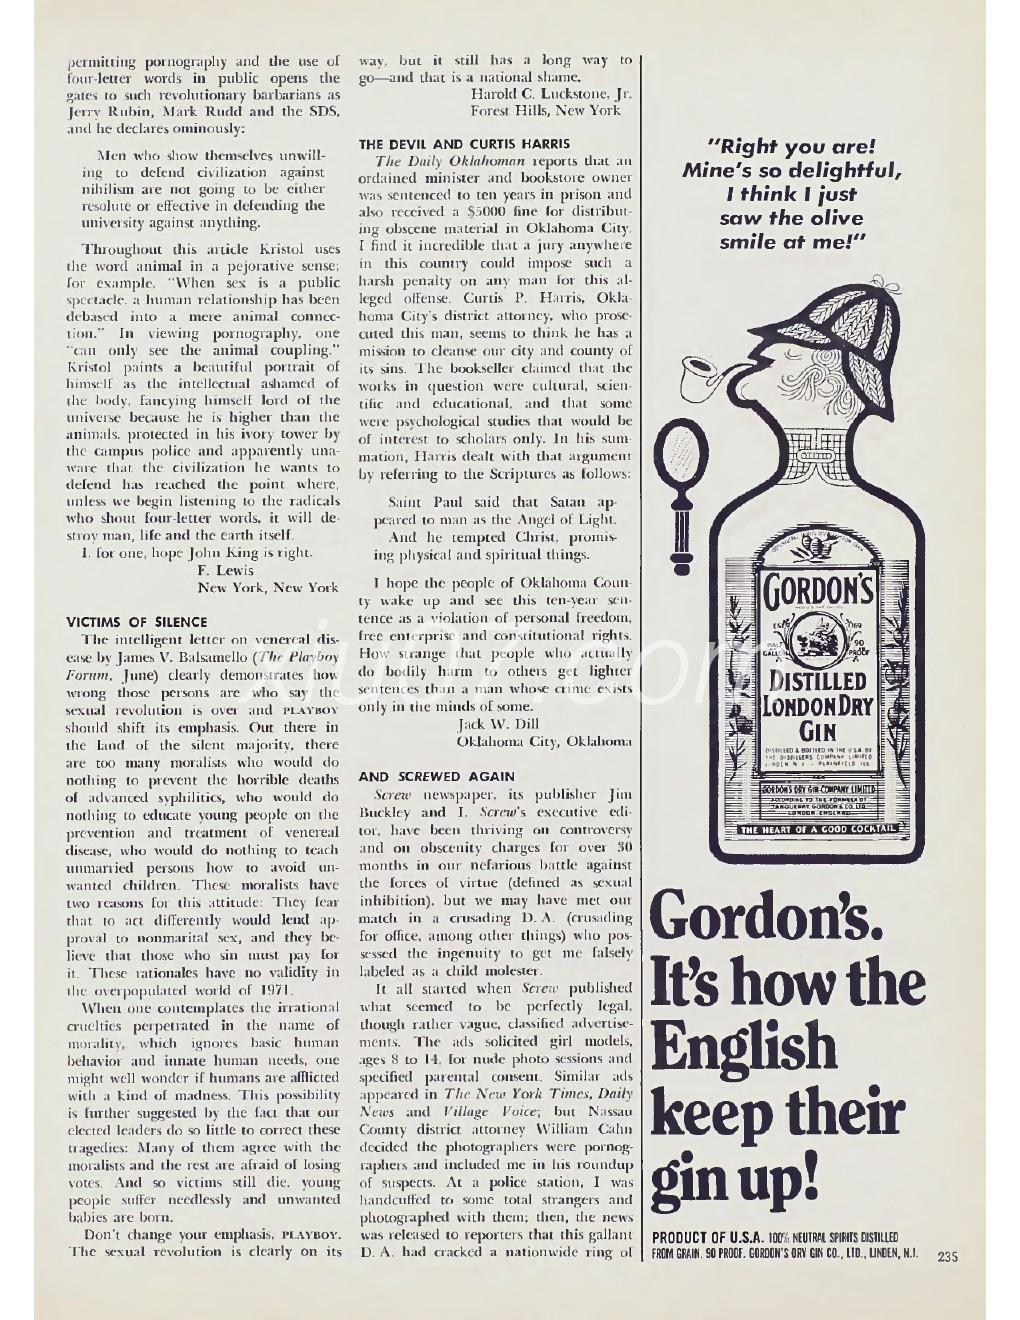 permitting pornography and the use of
four-letter words in public opens the
gates to such revolutionary barbarians as
Jerry Rubin, Mark Rudd and the SDS,
and he declares ominously:
Men who show themselves unwill-
ing to defend civilization against
nihilism are not going to be either
resolute or effective in defending the
university against anything.
Throughout this article Kristol uses
the word animal in a pejorative sense;
for example, "When sex is a public
spectacle, a human relationship has been
debased into a mere animal connec-
tion." In viewing pornography, one
"can only see the animal coupling."
Kristol paints a beautiful portrait of
himself as the intellectual ashamed of
the body, fancying himself lord of the
universe because he is higher than the
animals, protected in his ivory tower by
the campus police and apparently una-
ware that the civilization he wants to
defend has reached the point where,
unless we begin listening to the radicals
who shout four-letter words, it will de-
stroy man, life and the earth itself.
I, for one, hope John King is right.
F. Lewis
New York, New York
VICTIMS OF SILENCE
The intelligent letter on venereal dis-
ease by James V. Balsamello (The Playboy
Forum, June) clearly demonstrates how
wrong those persons are who say the
sexual revolution is over and PLAYBOY
should shift its emphasis. Out there in
the land of the silent majority, there
are too many moralists who would do
nothing to prevent the horrible deaths
of advanced syphilitics, who would do
nothing to educate young people on the
prevention and treatment of venereal
disease, who would do nothing to teach
unmarried persons how to avoid un-
wanted children. These moralists have
two reasons for this attitude: They fear
that to act differently would lend ap-
proval to nonmarital sex, and they be-
lieve that those who sin must pay for
it. These rationales have no validity in
the overpopulated world of 1971.
When one contemplates the irrational
cruelties perpetrated in the name of
morality, which ignores basic human
behavior and innate human needs, one
might well wonder if humans are afflicted
with a kind of madness. This possibility
is further suggested by the fact that our
elected leaders do so little to correct these
tragedies: Many of them agree with the
moralists and the rest are afraid of losing
votes. And so victims still die, young
people suffer needlessly and unwanted
babies are born.
Don't change your emphasis, PLAYBOY.
The sexual revolution is clearly on its
way, but it still has a long way to
go—and that is a national shame.
Harold C. Luckstone, Jr.
Forest Hills, New York
THE DEVIL AND CURTIS HARRIS
The Daily Oklahoman reports that an
ordained minister and bookstore owner
was sentenced to ten years in prison and
also received a $5000 fine for distribut-
ing obscene material in Oklahoma City.
I find it incredible that a jury anywhere
in this country could impose such a
harsh penalty on any man for this al-
leged offense. Curtis P. Harris, Okla-
homa City's district attorney, who prose-
cuted this man, seems to think he has a
mission to cleanse our city and county of
its sins. The bookseller claimed that the
works in question were cultural, scien-
tific and educational, and that some
were psychological studies that would be
of interest to scholars only. In his sum-
mation, Harris dealt with that argument
by referring to the Scriptures as follows:
Saint Paul said that Satan ap-
peared to man as the Angel of Light.
And he tempted Christ, promis-
ing physical and spiritual things.
I hope the people of Oklahoma Coun-
ty wake up and see this ten-year sen-
tence as a violation of personal freedom,
free enterprise and constitutional rights.
How strange that people who actually
do bodily harm to others get lighter
sentences than a man whose crime exists
only in the minds of some.
Jack W. Dill
Oklahoma City, Oklahoma
AND SCREWED AGAIN
Screw newspaper, its publisher Jim
Buckley and I, Screw's executive edi-
tor, have been thriving on controversy
and on obscenity charges for over 30
months in our nefarious battle against
the forces of virtue (defined as sexual
inhibition), but we may have met our
match in a crusading D.A. (crusading
for office, among other things) who pos-
sessed the ingenuity to get me falsely
labeled as a child molester.
It all started when Screw published
what seemed to be perfectly legal,
though rather vague, classified advertise-
ments. The ads solicited girl models,
ages 8 to 14, for nude photo sessions and
specified parental consent. Similar ads
appeared in The New York Times, Daily
News and Village Voice; but Nassau
County district attorney William Cahn
decided the photographers were pornog-
raphers and included me in his roundup
of suspects. At a police station, I was
handcuffed to some total strangers and
photographed with them; then, the news
was released to reporters that this gallant
D.A. had cracked a nationwide ring of
"Right you are!
Mine's so delightful,
I think I just
saw the olive
smile at me!"
GORDON'S
DISTILLED
LONDON DRY
GIN
DISTILLED & BOTTLED IN THE U.S.A. BY
THE DISTILLERS COMPANY LIMITED
LINDEN N.J. - PLAINFIELD ILL
GORDON'S DRY GIN COMPANY LIMITED
ACCORDING TO THE FORMULA OF
TANQUERAY GORDON & CO. LTD.
LONDON ENGLAND
THE HEART OF A GOOD COCKTAIL
Gordon's.
It's how the
English
keep their
gin up!
PRODUCT OF U.S.A. 100% NEUTRAL SPIRITS DISTILLED
FROM GRAIN. 90 PROOF. GORDON'S DRY GIN CO., LTD., LINDEN, N.J.
235